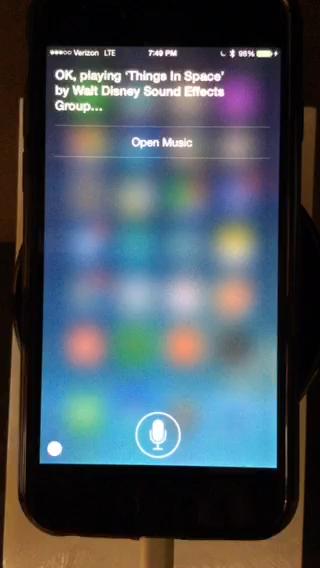 Verizon LTE 7:49 PM 98%
OK, playing 'Things In Space'
by Walt Disney Sound Effects
Group...
Open Music